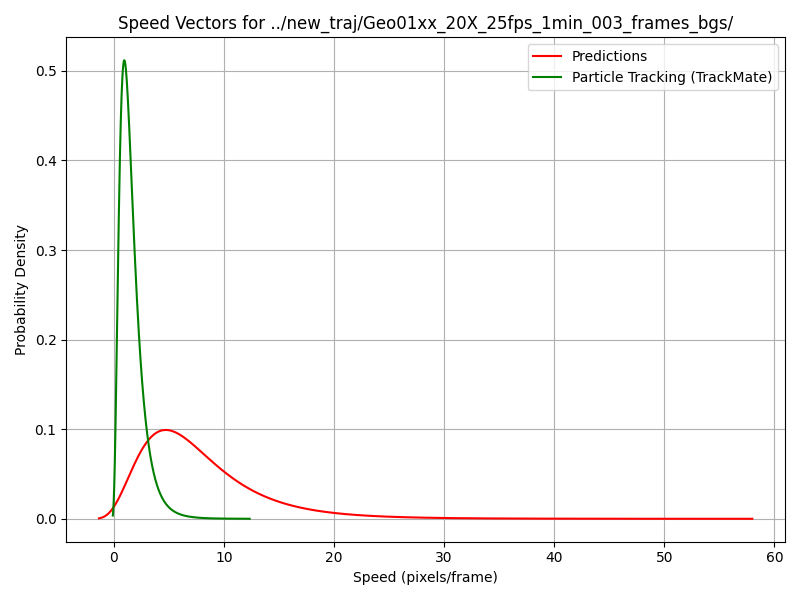 Speed Vectors for ../new_traj/Geo01xx_20X_25fps_1min_003_frames_bgs/
Predictions
Particle Tracking (TrackMate)
Probability Density
0.5
0.4
0.3
0.2
0.1
0.0
0 10 20 30 40 50 60
Speed (pixels/frame)